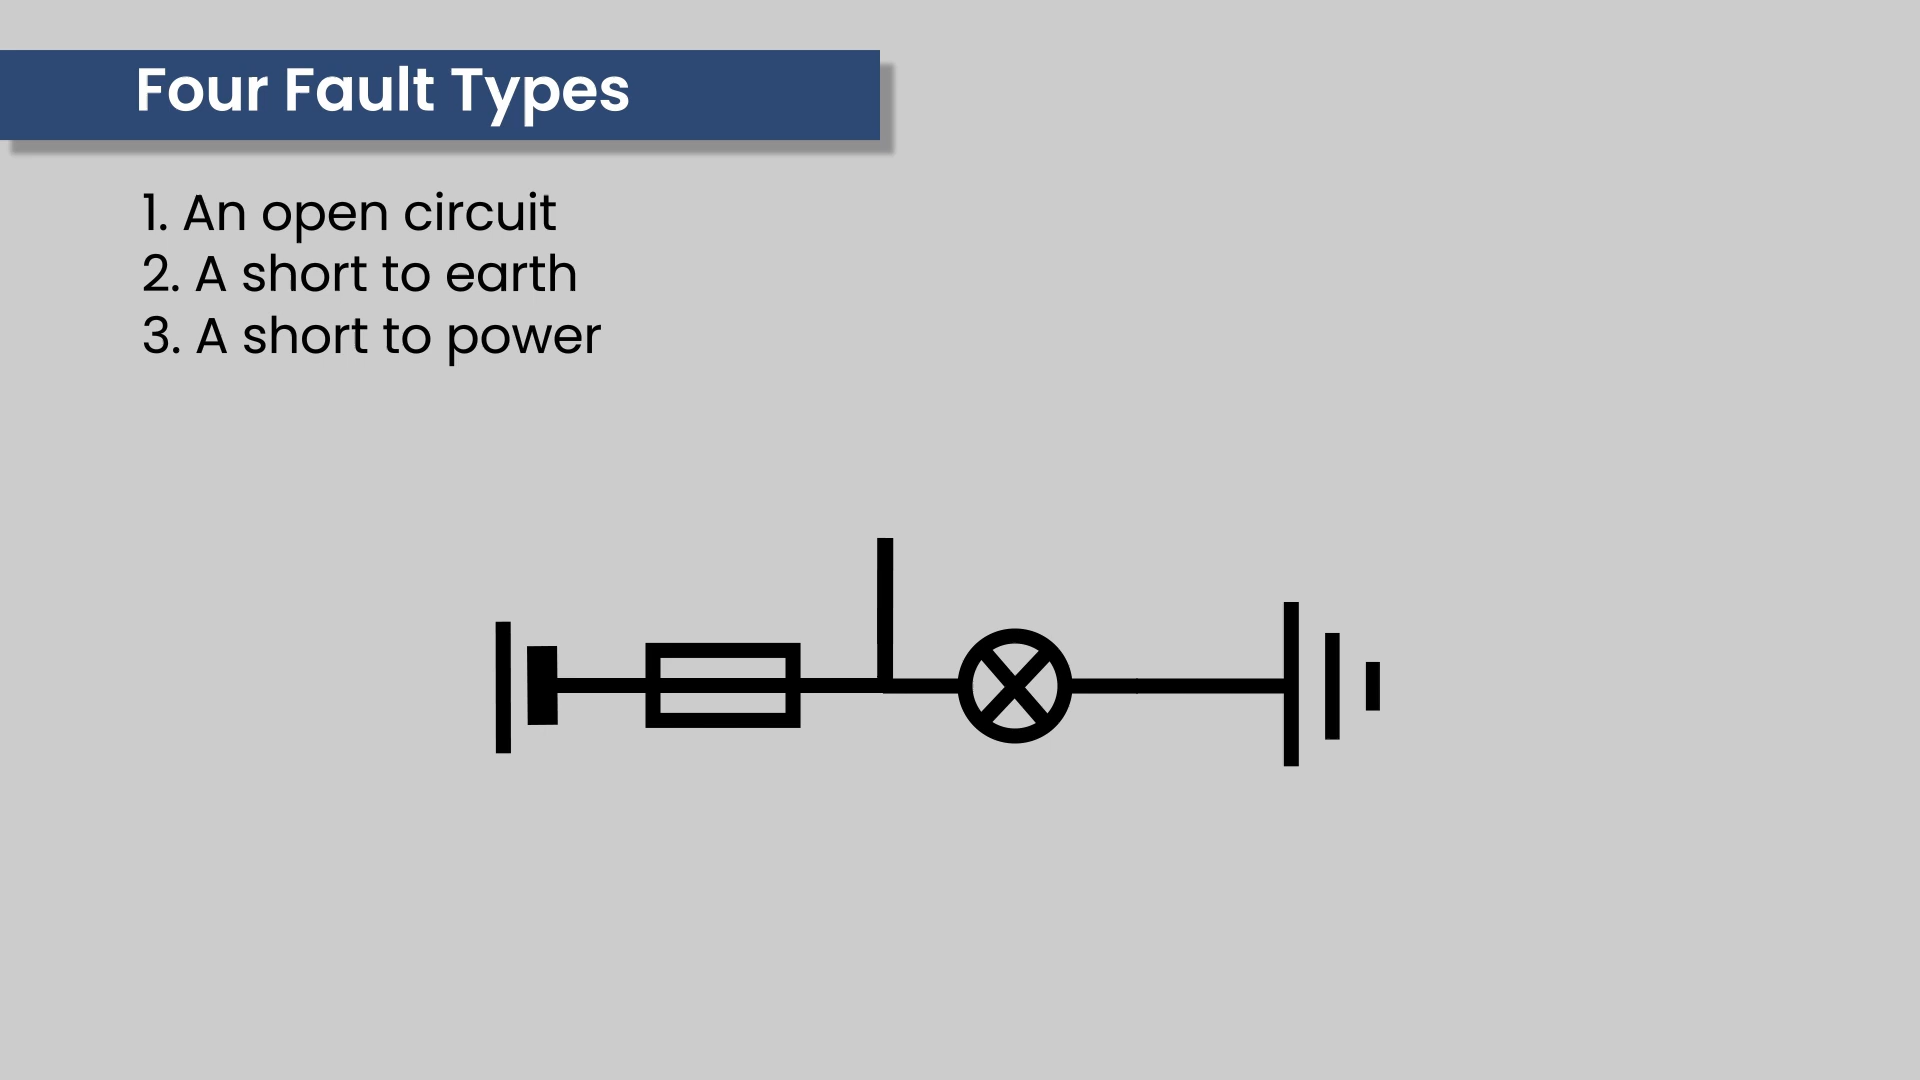 Four Fault Types
1. An open circuit
2. A short to earth
3. A short to power